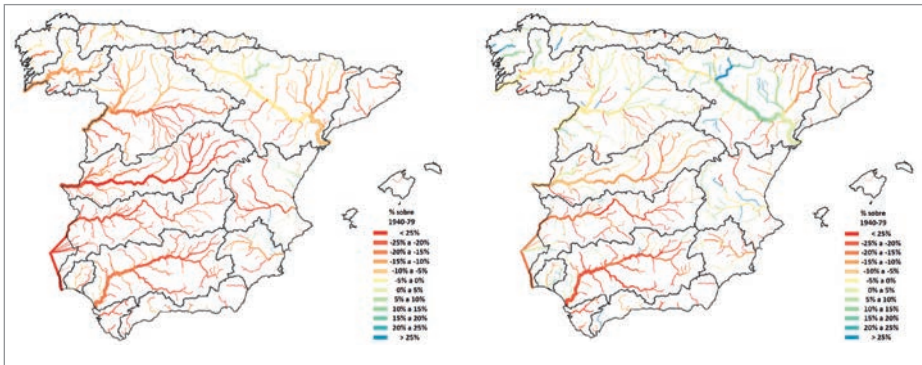 % sobre
1940-79
< 25%
-25% a -20%
-20% a -15%
-15% a -10%
-10% a -5%
-5% a 0%
0% a 5%
5% a 10%
10% a 15%
15% a 20%
20% a 25%
> 25%
% sobre
1940-79
< 25%
-25% a -20%
-20% a -15%
-15% a -10%
-10% a -5%
-5% a 0%
0% a 5%
5% a 10%
10% a 15%
15% a 20%
20% a 25%
> 25%